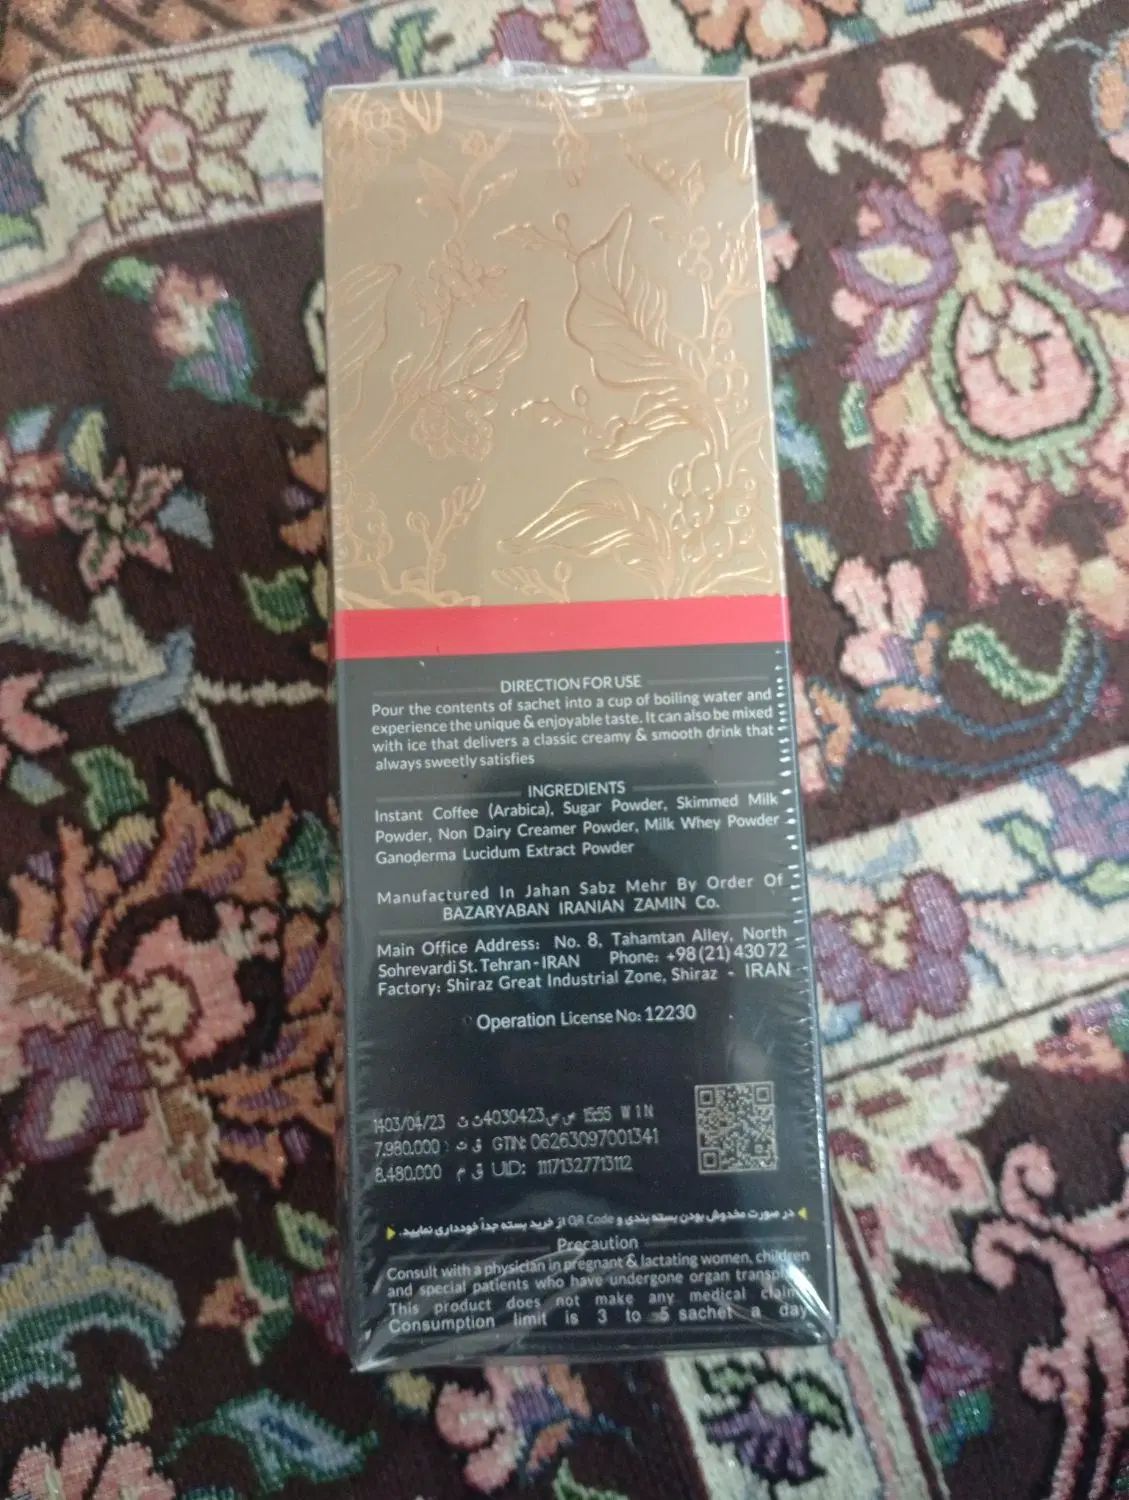 DIRECTION FOR USE
Pour the contents of sachet into a cup of boiling water and
experience the unique & enjoyable taste. It can also be mixed
with ice that delivers a classic creamy & smooth drink that
always sweetly satisfies
INGREDIENTS
Instant Coffee (Arabica), Sugar Powder, Skimmed Milk
Powder, Non Dairy Creamer Powder, Milk Whey Powder
Ganoderma Lucidum Extract Powder
Manufactured In Jahan Sabz Mehr By Order Of
BAZARYABAN IRANIAN ZAMIN Co.
Main Office Address: No. 8, Tahamtan Alley, North
Sohrevardi St. Tehran - IRAN Phone: +98 (21) 430 72
Factory: Shiraz Great Industrial Zone, Shiraz - IRAN
Operation License No: 12230
1403/04/23 ت ت 4030423 س س 15:55 W 1 N
7.980.000 ق ت GTIN: 06263097001341
8.480.000 ق م UID: 11171327713112
در صورت مخدوش بودن بسته بندی و QR Code از خرید بسته جداً خودداری نمایید.
Precaution
Consult with a physician in pregnant & lactating women, children
and special patients who have undergone organ
This product does not make any medical claim
Consumption limit is 3 to 5 sachet a day